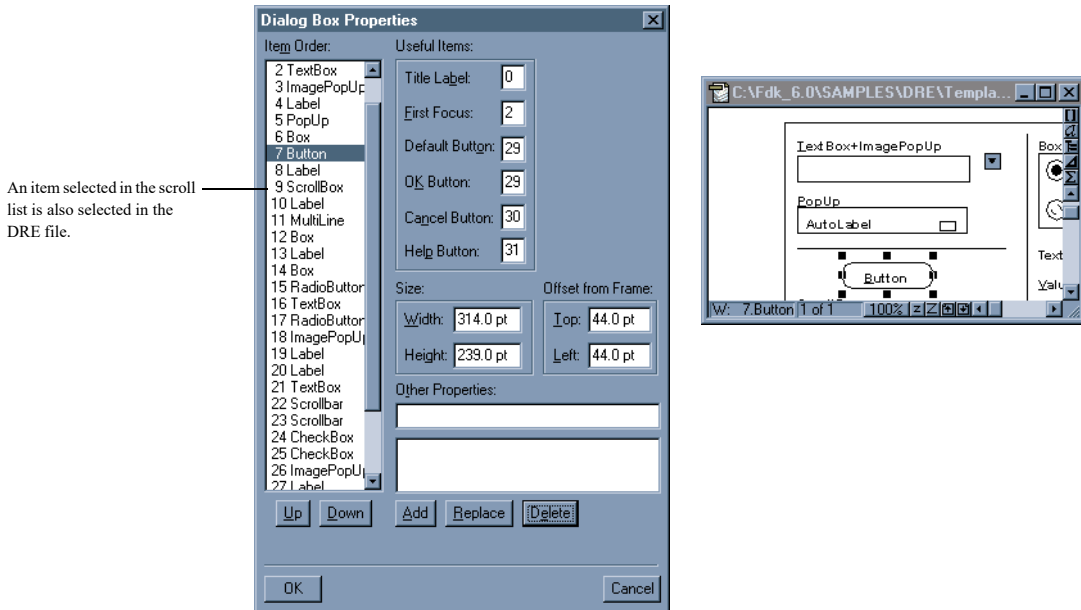 An item selected in the scroll
list is also selected in the
DRE file.
Dialog Box Properties
Item Order:
2 TextBox
3 ImagePopUp
4 Label
5 PopUp
6 Box
7 Button
8 Label
9 ScrollBox
10 Label
11 MultiLine
12 Box
13 Label
14 Box
15 RadioButton
16 TextBox
17 RadioButton
18 ImagePopU
19 Label
20 Label
21 TextBox
22 Scrollbar
23 Scrollbar
24 CheckBox
25 CheckBox
26 ImagePopU
27 Label
Up Down
Useful Items:
Title Label: 0
First Focus: 2
Default Button: 29
OK Button: 29
Cancel Button: 30
Help Button: 31
Size:
Width: 314.0 pt
Height: 239.0 pt
Offset from Frame:
Top: 44.0 pt
Left: 44.0 pt
Other Properties:
Add Replace Delete
OK Cancel
C:\Fdk_6.0\SAMPLES\DRE\Templa...
Text Box+ImagePopUp
Box
PopUp
AutoLabel
Text
Button
Valu
W: 7.Button 1 of 1 100% z Z